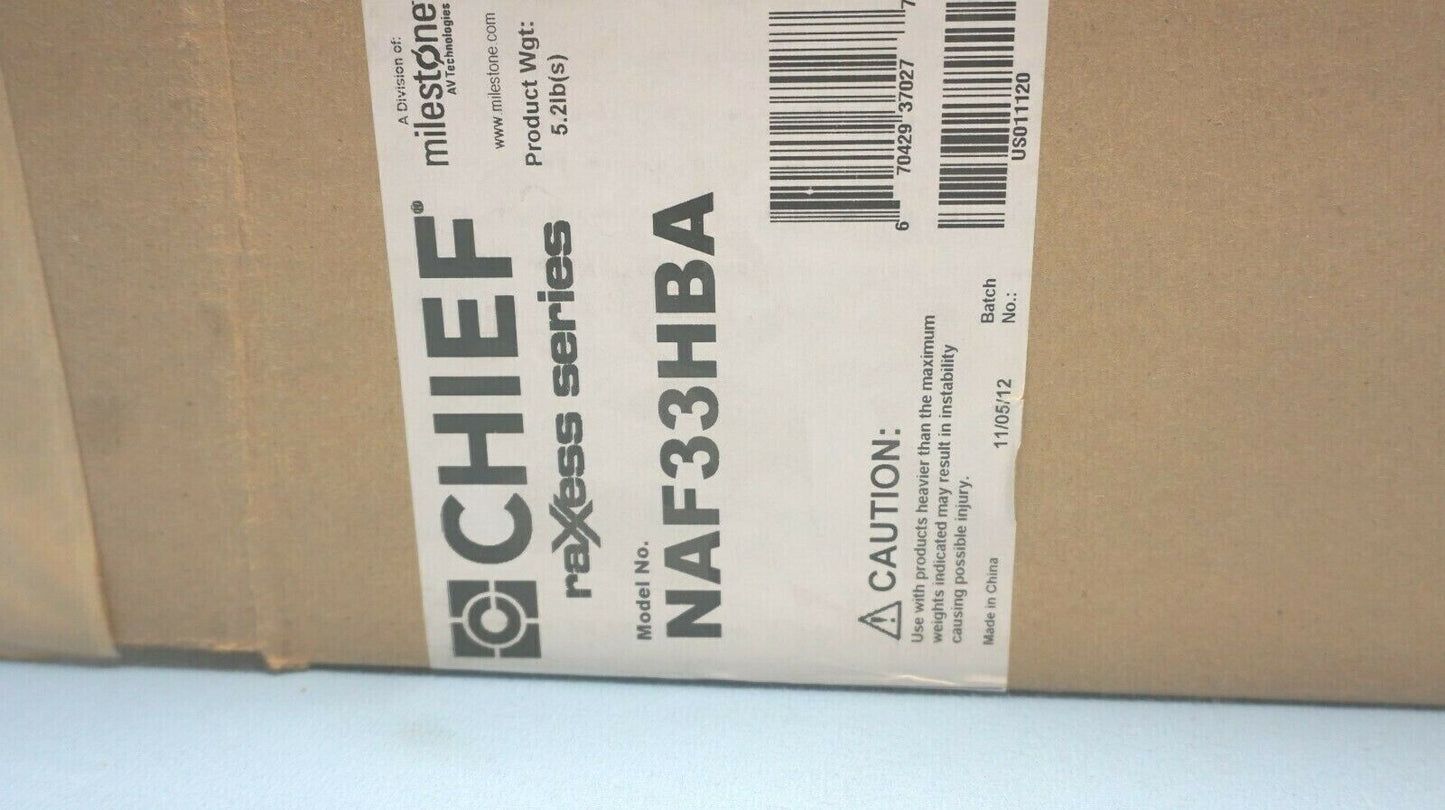 CHIEF®
raxess series
A Division of:
milestone
AV Technologies
www.milestone.com
Product Wgt:
5.2lb(s)
Model No.
NAF33HBA
6 70429 37027 7
⚠ CAUTION:
Use with products heavier than the maximum
weights indicated may result in instability
causing possible injury.
Made in China
11/05/12
Batch
No.:
US011120